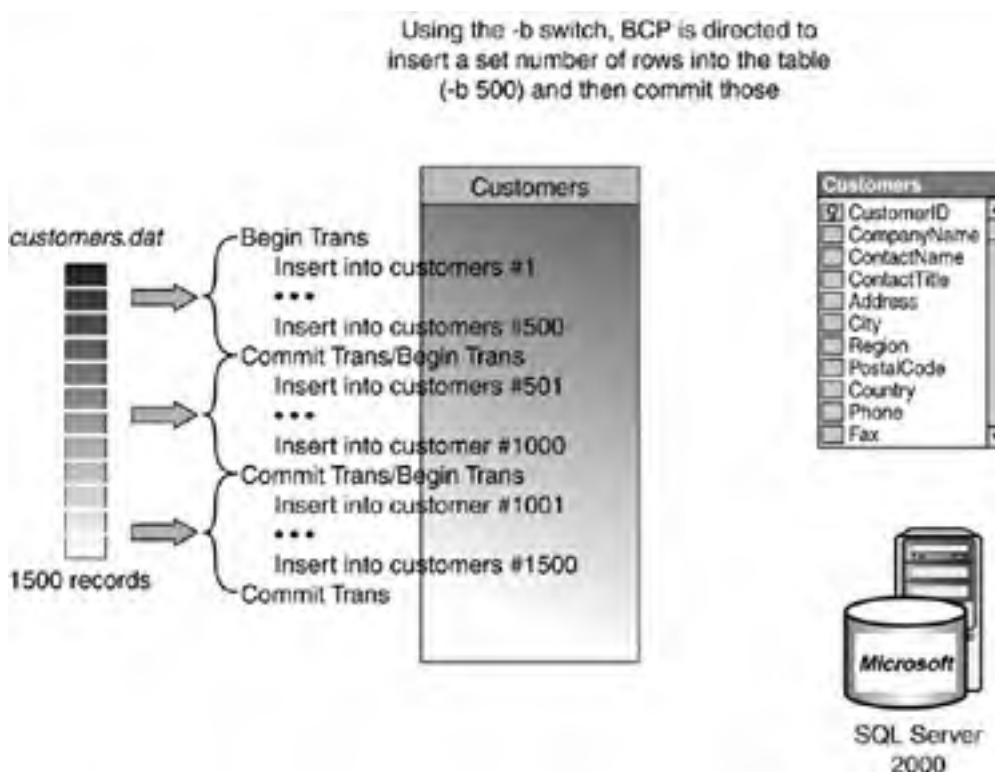 Using the -b switch, BCP is directed to
insert a set number of rows into the table
(-b 500) and then commit those
Customers
customers.dat
1500 records
Begin Trans
Insert into customers #1
•••
Insert into customers #500
Commit Trans/Begin Trans
Insert into customers #501
•••
Insert into customer #1000
Commit Trans/Begin Trans
Insert into customer #1001
•••
Insert into customers #1500
Commit Trans
Customers
CustomerID
CompanyName
ContactName
ContactTitle
Address
City
Region
PostalCode
Country
Phone
Fax
Microsoft
SQL Server
2000